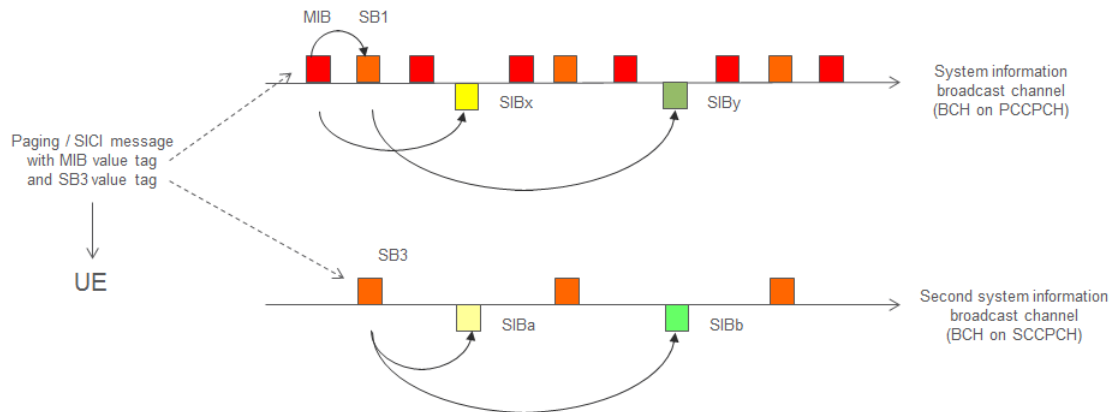 MIB
SB1
SIBx
SIBy
System information
broadcast channel
(BCH on PCCPCH)
Paging / SICI message
with MIB value tag
and SB3 value tag
UE
SB3
SIBa
SIBb
Second system information
broadcast channel
(BCH on SCCPCH)